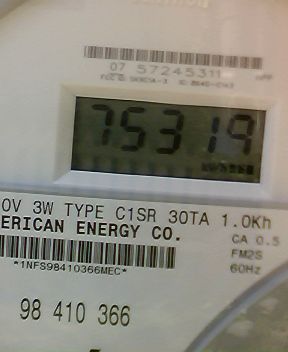 07 57245311
75319
0V 3W TYPE C1SR 30TA 1.0Kh
ERICAN ENERGY CO.
CA 0.5
FM2S
60Hz
*1NFS98410366MEC*
98 410 366